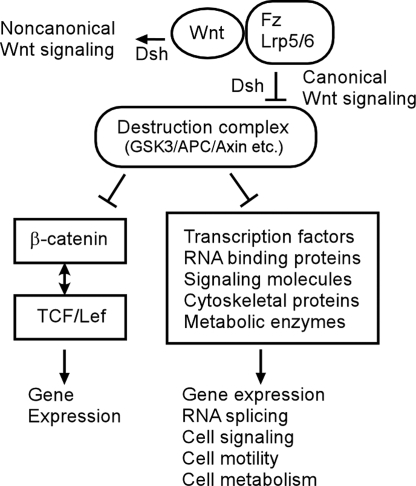 Noncanonical
Wnt signaling
Dsh
Wnt
Fz
Lrp5/6
Dsh
Canonical
Wnt signaling
Destruction complex
(GSK3/APC/Axin etc.)
β-catenin
TCF/Lef
Gene
Expression
Transcription factors
RNA binding proteins
Signaling molecules
Cytoskeletal proteins
Metabolic enzymes
Gene expression
RNA splicing
Cell signaling
Cell motility
Cell metabolism